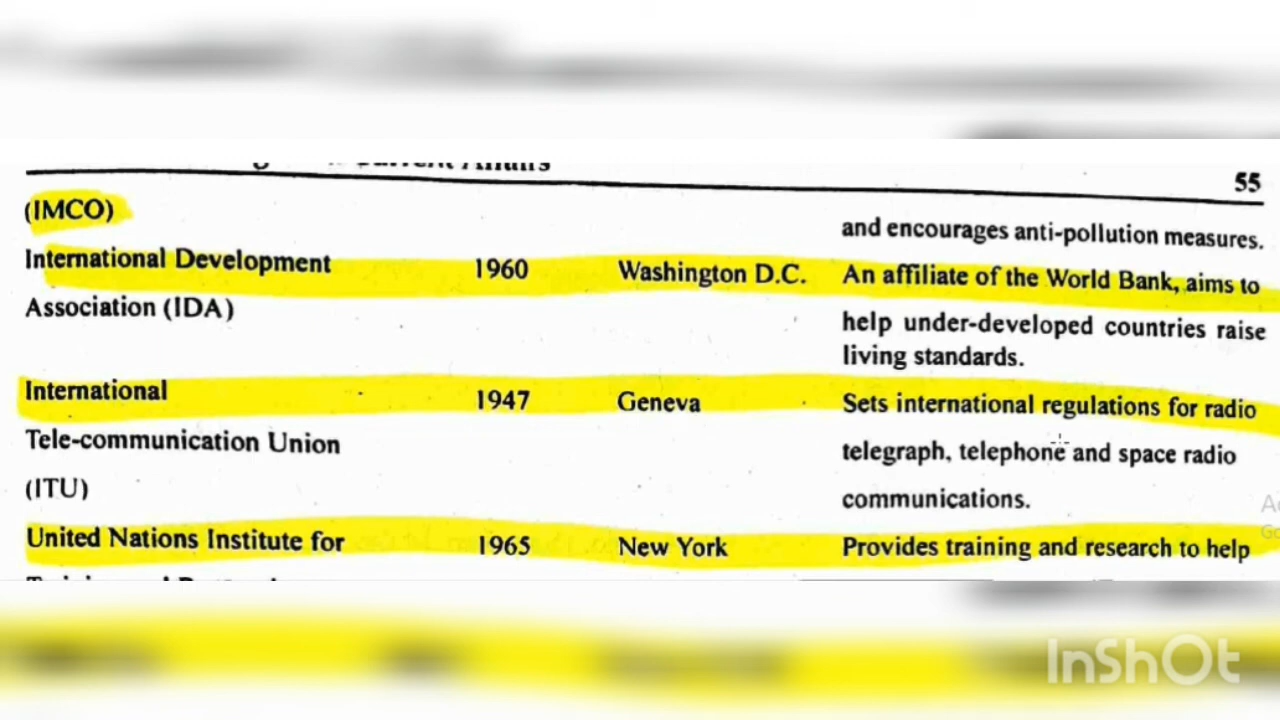 Current Affairs
55
(IMCO)
and encourages anti-pollution measures.
International Development 1960 Washington D.C. An affiliate of the World Bank, aims to
Association (IDA)
help under-developed countries raise
living standards.
International 1947 Geneva Sets international regulations for radio
Tele-communication Union
telegraph, telephone and space radio
(ITU)
communications.
United Nations Institute for 1965 New York Provides training and research to help
InShOt